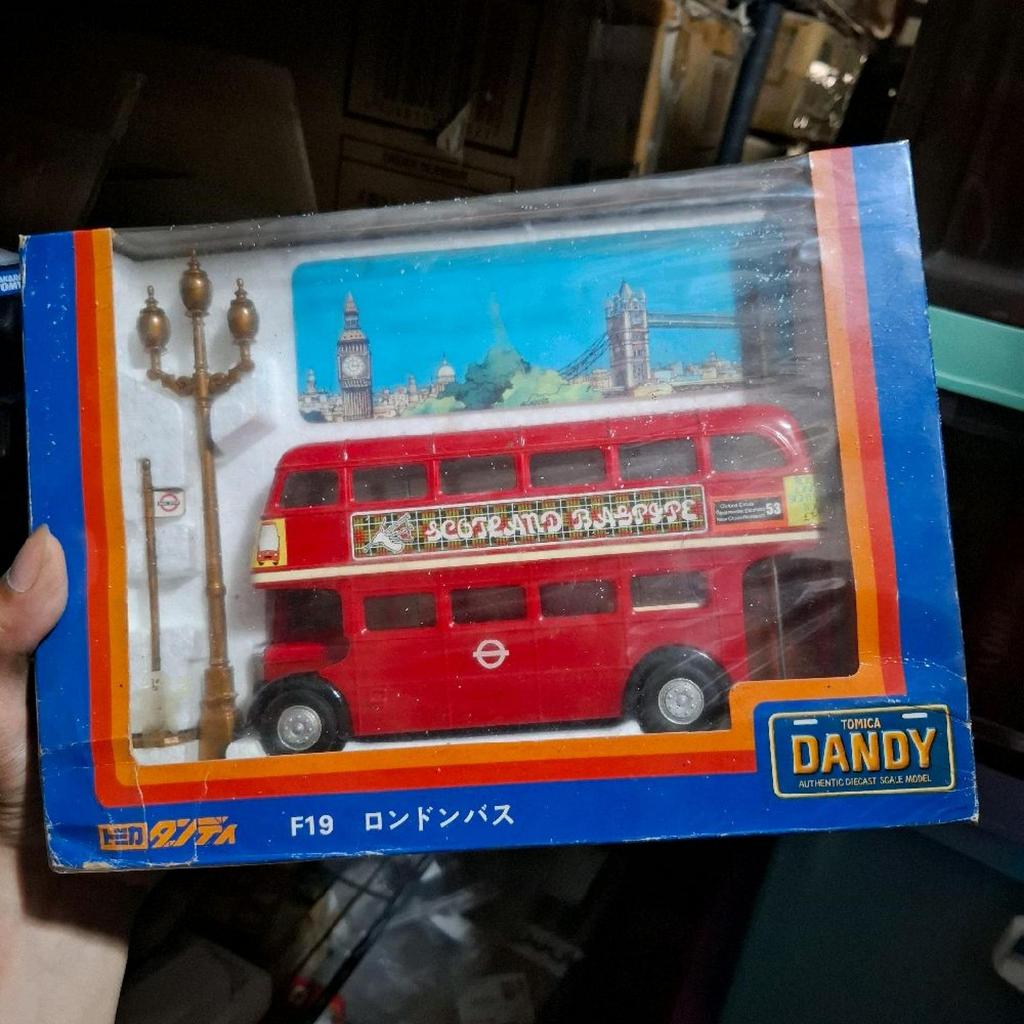 TOMY
SCOTLAND BAGPIPE
53
TOMICA
DANDY
AUTHENTIC DIECAST SCALE MODEL
トミカ ダンディ
F19 ロンドンバス